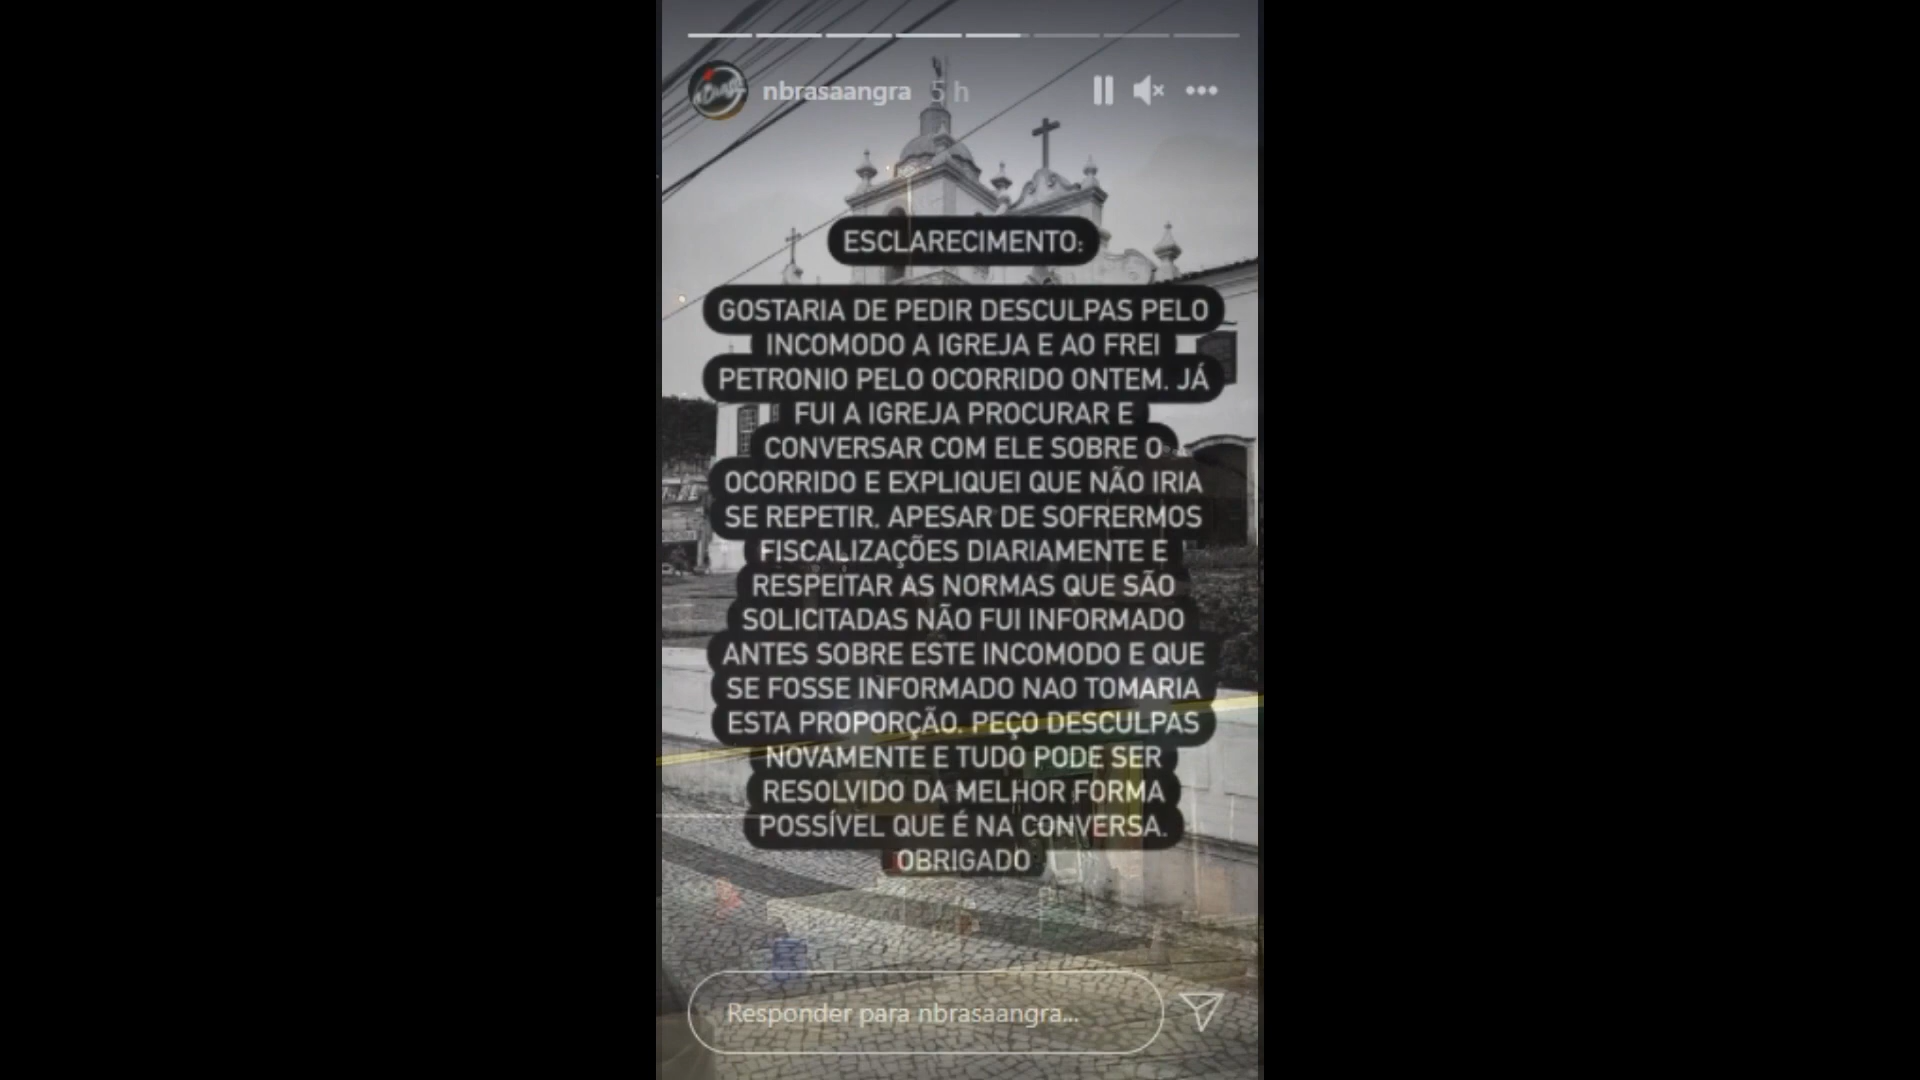 nbrasaangra 5 h
ESCLARECIMENTO:
GOSTARIA DE PEDIR DESCULPAS PELO
INCOMODO A IGREJA E AO FREI
PETRONIO PELO OCORRIDO ONTEM. JÁ
FUI A IGREJA PROCURAR E
CONVERSAR COM ELE SOBRE O
OCORRIDO E EXPLIQUEI QUE NÃO IRIA
SE REPETIR. APESAR DE SOFRERMOS
FISCALIZAÇÕES DIARIAMENTE E
RESPEITAR AS NORMAS QUE SÃO
SOLICITADAS NÃO FUI INFORMADO
ANTES SOBRE ESTE INCOMODO E QUE
SE FOSSE INFORMADO NAO TOMARIA
ESTA PROPORÇÃO. PEÇO DESCULPAS
NOVAMENTE E TUDO PODE SER
RESOLVIDO DA MELHOR FORMA
POSSÍVEL QUE É NA CONVERSA.
OBRIGADO
Responder para nbrasaangra...